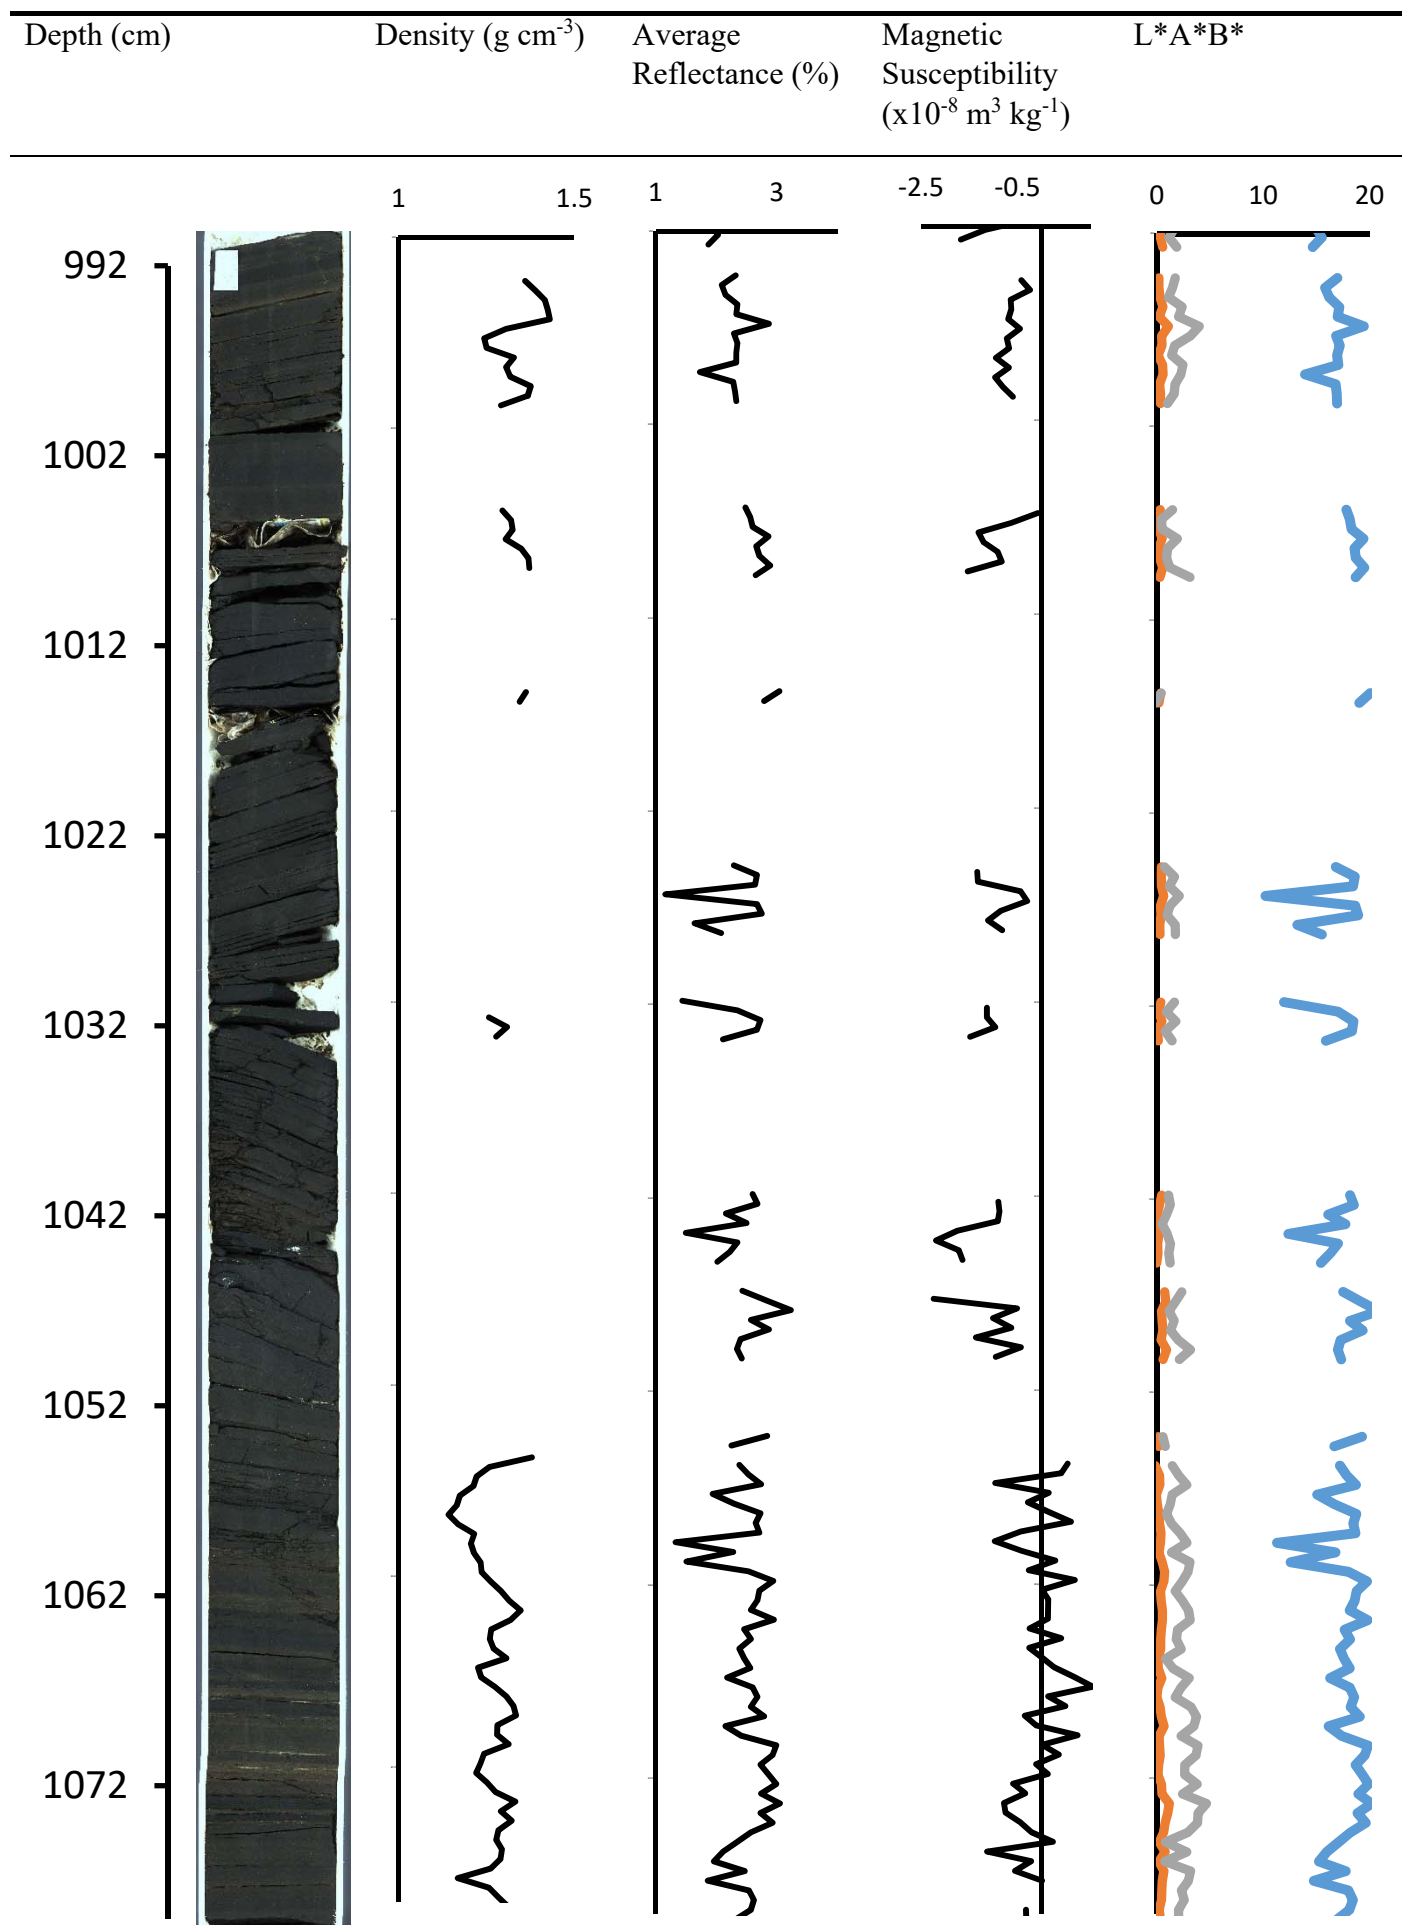 Depth (cm) Density (g cm-3) Average Magnetic L*A*B*
Reflectance (%) Susceptibility
(x10-8 m3 kg-1)
1 1.5 1 3 -2.5 -0.5 0 10 20
992
1002
1012
1022
1032
1042
1052
1062
1072